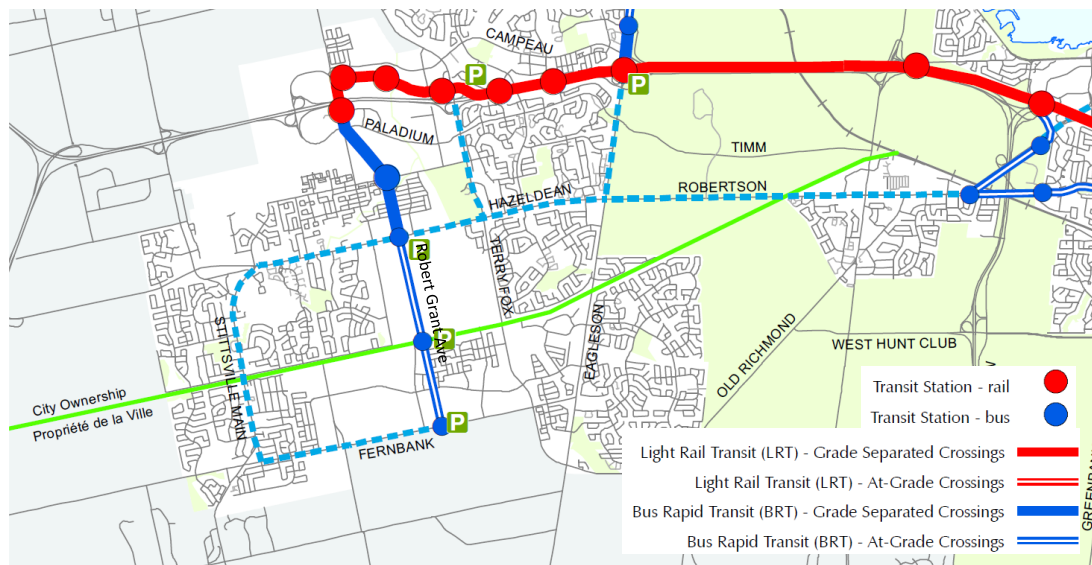 CAMPEAU
P
P
PALADIUM
TIMM
HAZELDEAN
ROBERTSON
P
Robert Grant Ave
TERRY FOX
STITTSVILLE MAIN
EAGLESON
P
OLD RICHMOND
WEST HUNT CLUB
City Ownership
Propriété de la Ville
P
FERNBANK
Transit Station - rail
Transit Station - bus
Light Rail Transit (LRT) - Grade Separated Crossings
Light Rail Transit (LRT) - At-Grade Crossings
Bus Rapid Transit (BRT) - Grade Separated Crossings
Bus Rapid Transit (BRT) - At-Grade Crossings